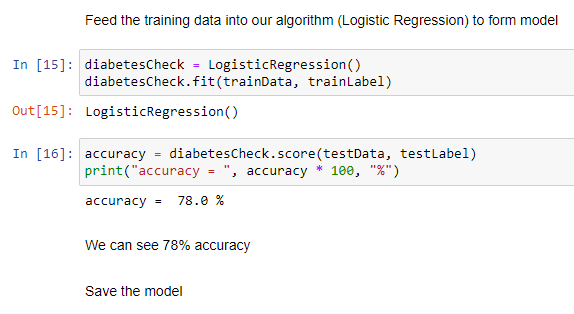 Feed the training data into our algorithm (Logistic Regression) to form model
In [15]: diabetesCheck = LogisticRegression()
diabetesCheck.fit(trainData, trainLabel)
Out[15]: LogisticRegression()
In [16]: accuracy = diabetesCheck.score(testData, testLabel)
print("accuracy = ", accuracy * 100, "%")
accuracy =  78.0 %
We can see 78% accuracy
Save the model